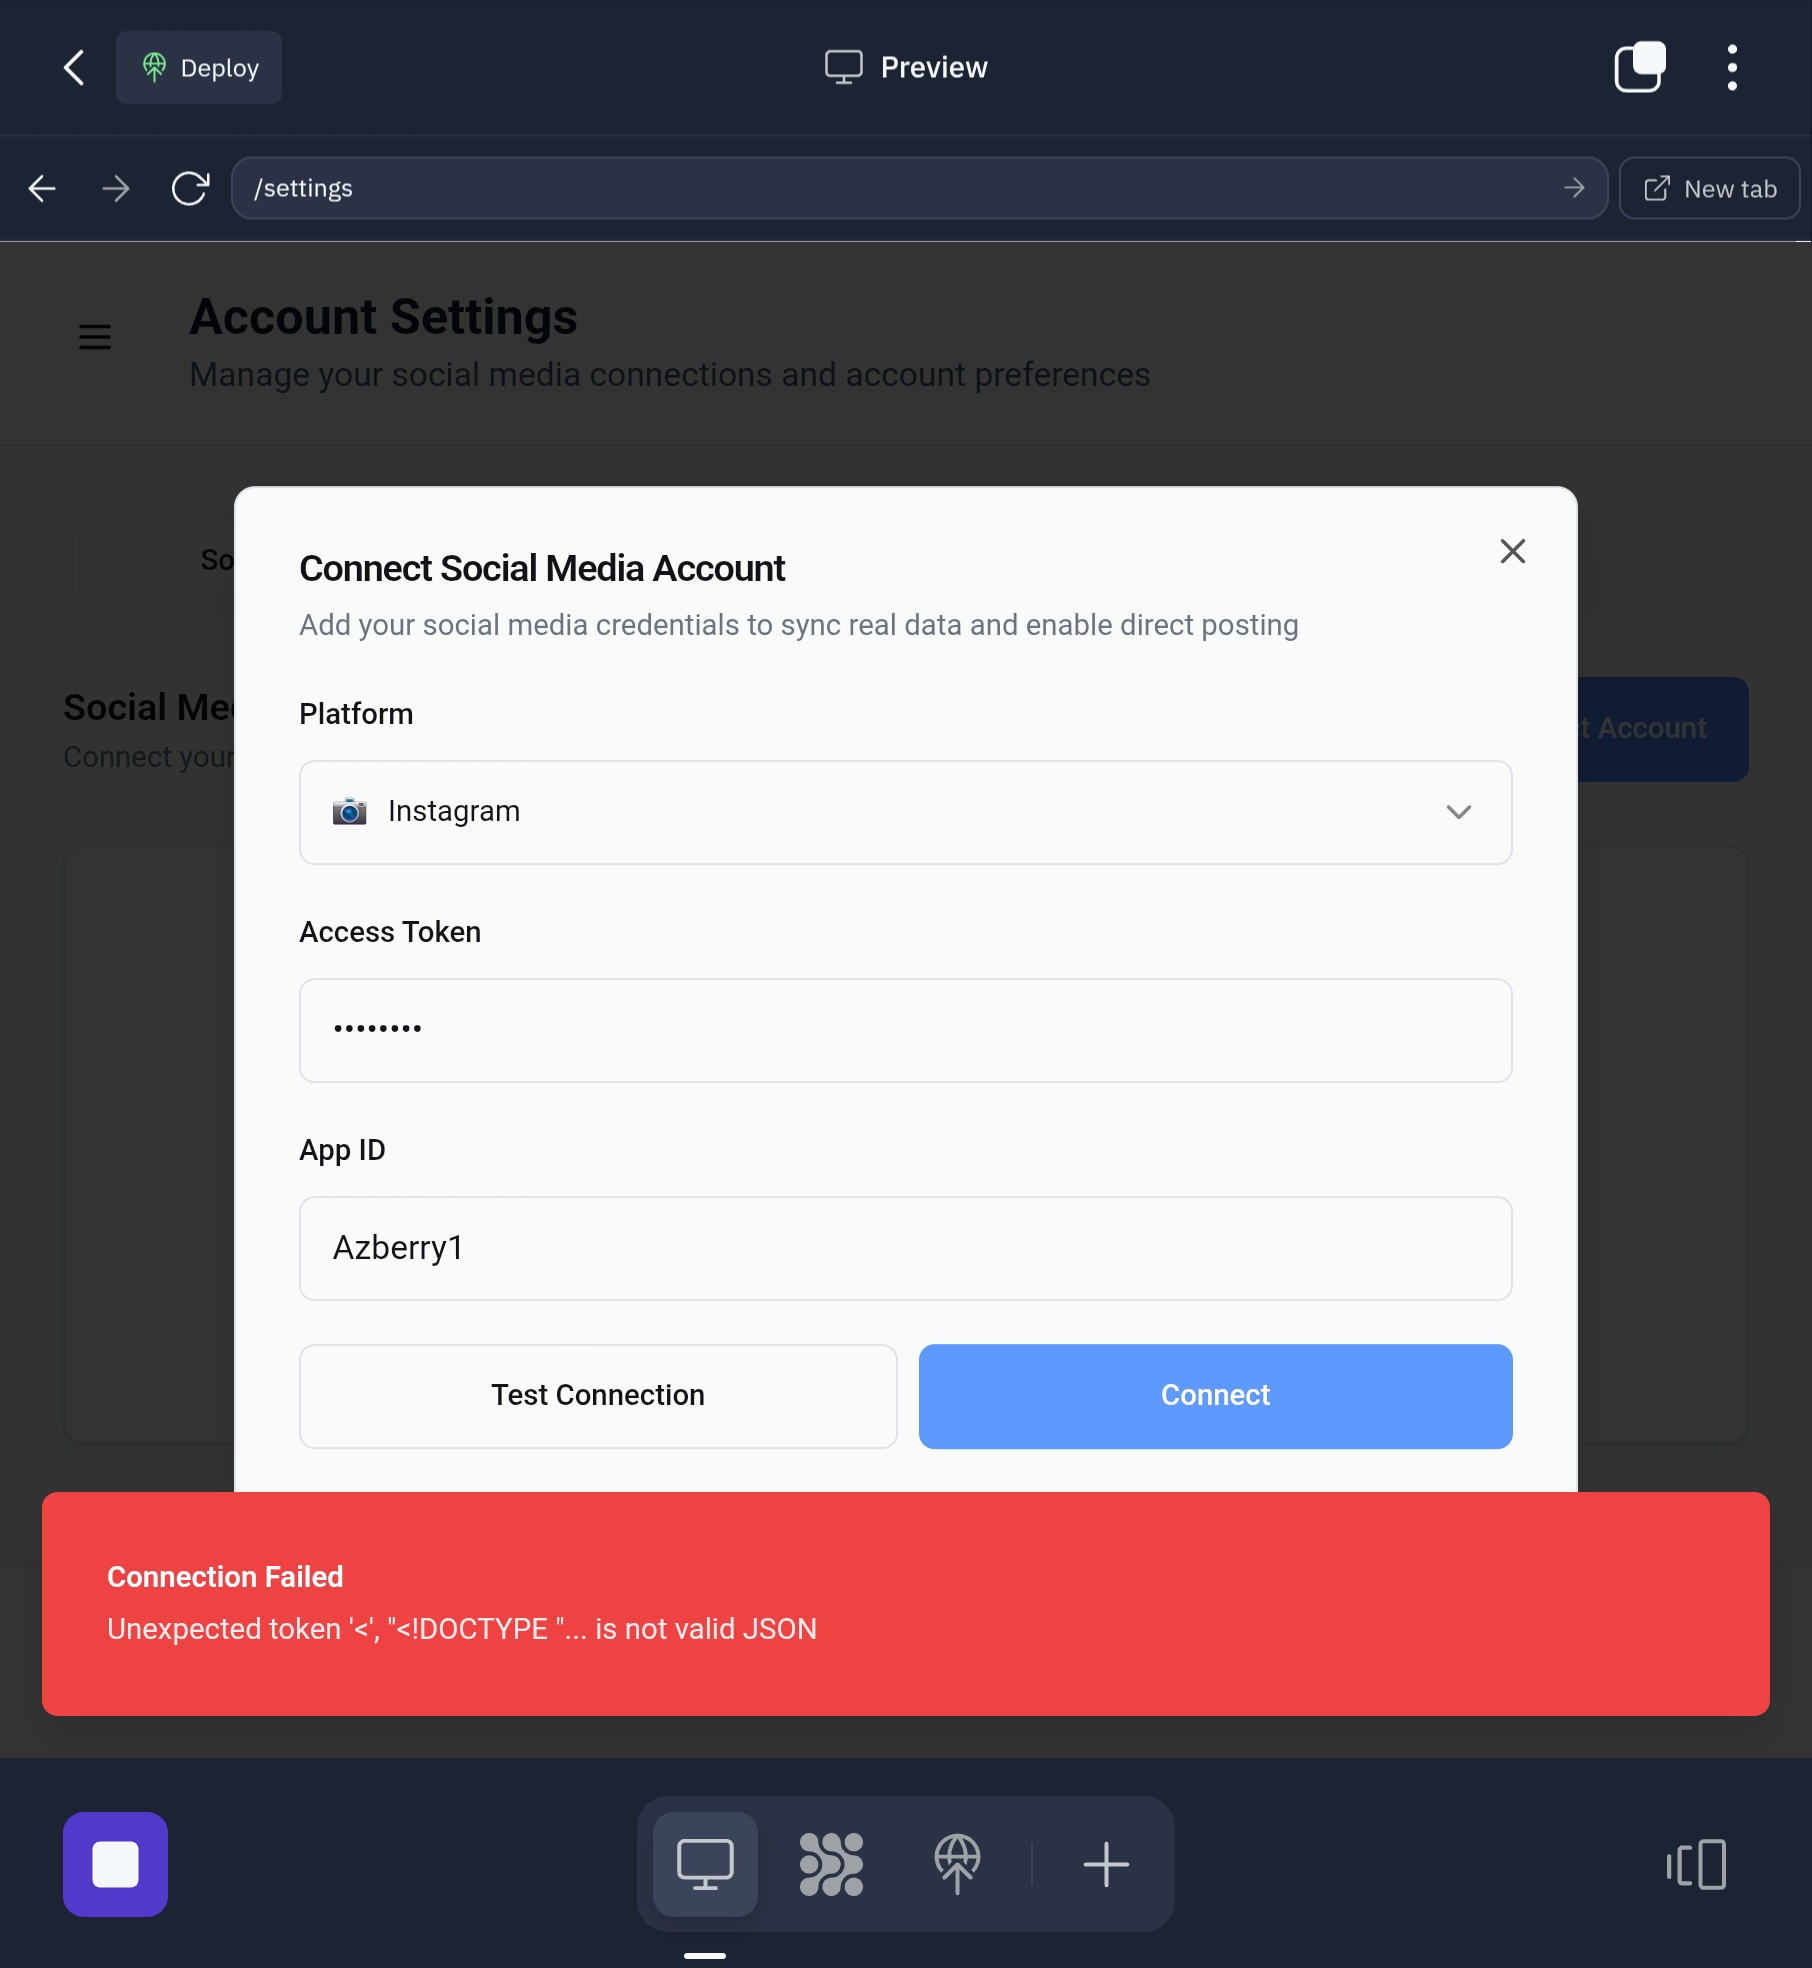 Deploy
Preview
/settings
New tab
Account Settings
Manage your social media connections and account preferences
So
Connect Social Media Account
Add your social media credentials to sync real data and enable direct posting
Social Med
Connect your
t Account
Platform
Instagram
Access Token
••••••••
App ID
Azberry1
Test Connection
Connect
Connection Failed
Unexpected token '<', "<!DOCTYPE "... is not valid JSON